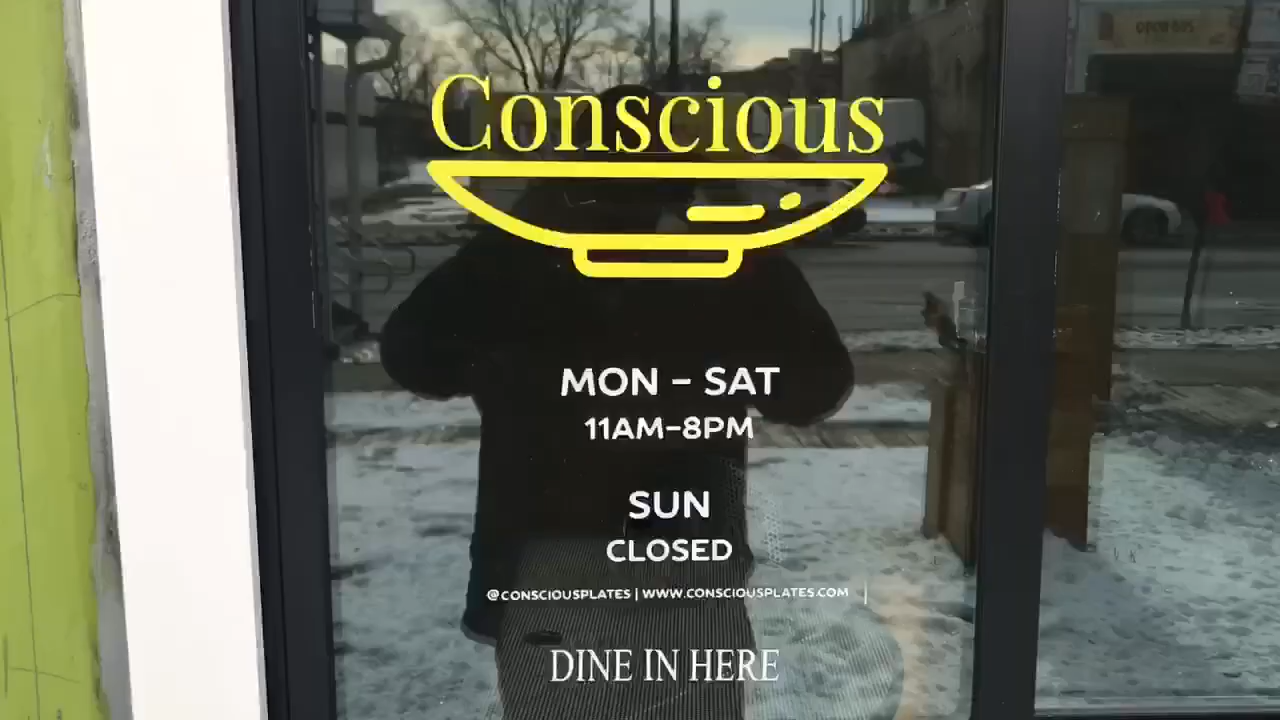 Conscious
MON - SAT
11AM-8PM
SUN
CLOSED
@CONSCIOUSPLATES | WWW.CONSCIOUSPLATES.COM |
DINE IN HERE